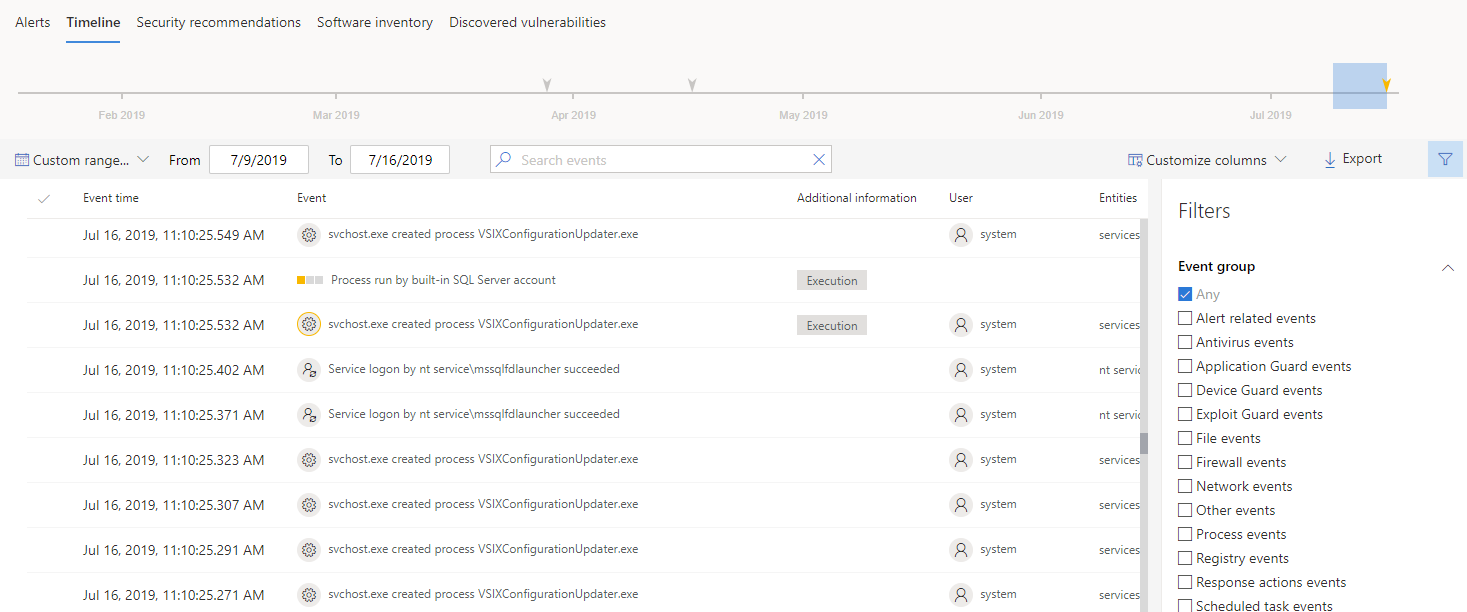 Alerts Timeline Security recommendations Software inventory Discovered vulnerabilities
Feb 2019 Mar 2019 Apr 2019 May 2019 Jun 2019 Jul 2019
Custom range... From 7/9/2019 To 7/16/2019 Search events Customize columns Export
Event time Event Additional information User Entities
Jul 16, 2019, 11:10:25.549 AM svchost.exe created process VSIXConfigurationUpdater.exe system services
Jul 16, 2019, 11:10:25.532 AM Process run by built-in SQL Server account Execution
Jul 16, 2019, 11:10:25.532 AM svchost.exe created process VSIXConfigurationUpdater.exe Execution system services
Jul 16, 2019, 11:10:25.402 AM Service logon by nt service\mssqlfdlauncher succeeded system nt servic
Jul 16, 2019, 11:10:25.371 AM Service logon by nt service\mssqlfdlauncher succeeded system nt servic
Jul 16, 2019, 11:10:25.323 AM svchost.exe created process VSIXConfigurationUpdater.exe system services
Jul 16, 2019, 11:10:25.307 AM svchost.exe created process VSIXConfigurationUpdater.exe system services
Jul 16, 2019, 11:10:25.291 AM svchost.exe created process VSIXConfigurationUpdater.exe system services
Jul 16, 2019, 11:10:25.271 AM svchost.exe created process VSIXConfigurationUpdater.exe system services
Filters
Event group
Any
Alert related events
Antivirus events
Application Guard events
Device Guard events
Exploit Guard events
File events
Firewall events
Network events
Other events
Process events
Registry events
Response actions events
Scheduled task events